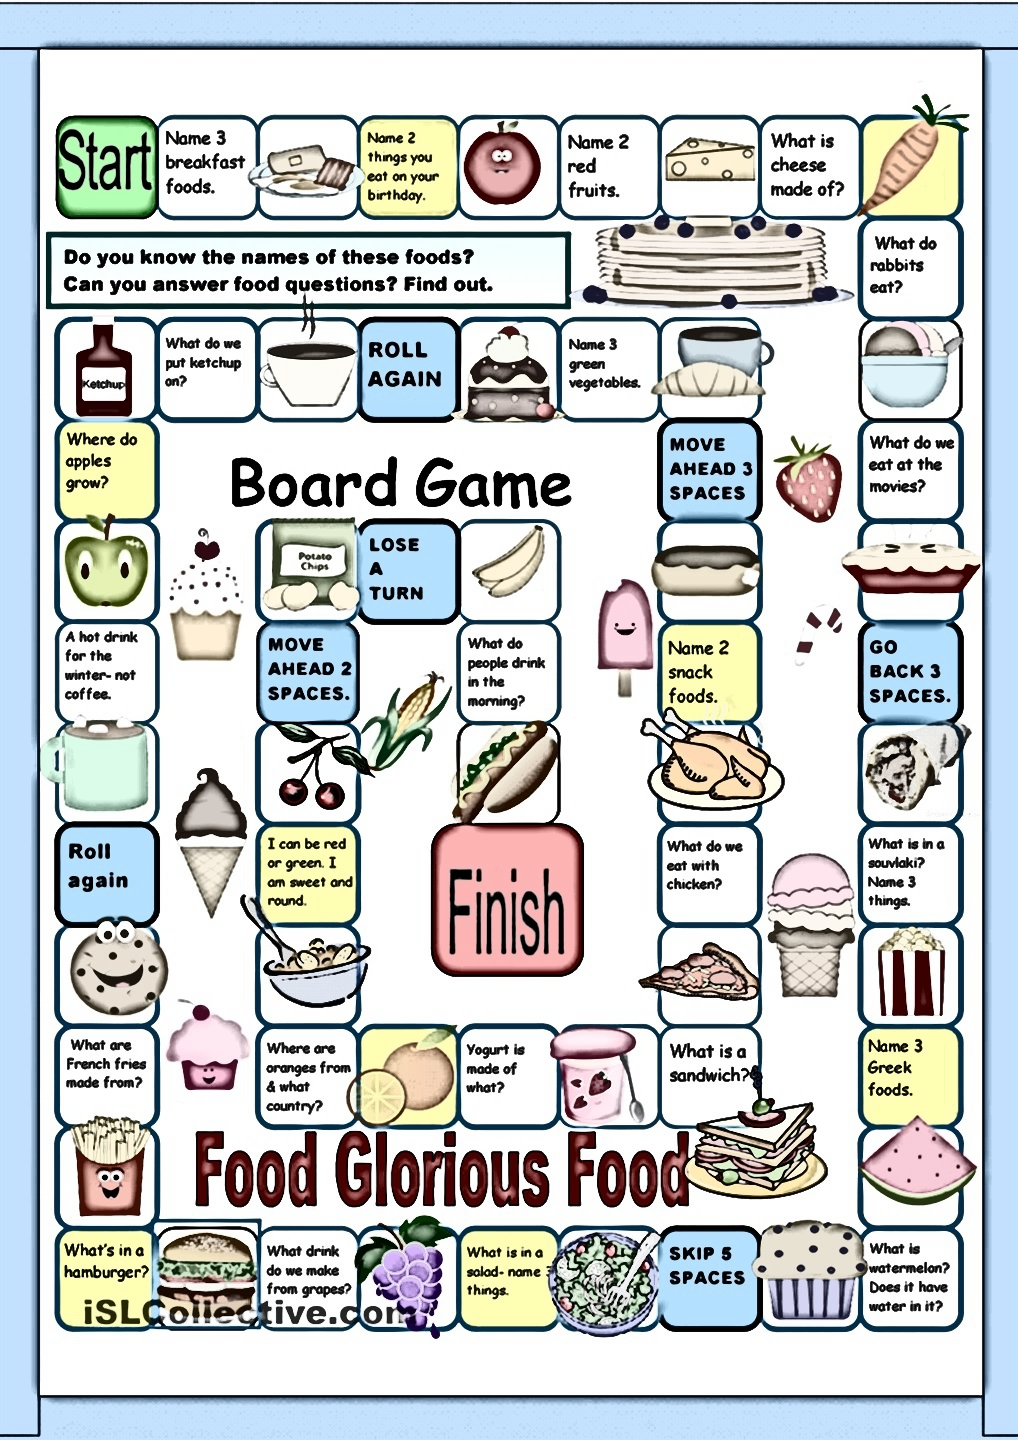 Start
Name 3
breakfast
foods.
Name 2
things you
eat on your
birthday.
Name 2
red
fruits.
What is
cheese
made of?
What do
rabbits
eat?
Do you know the names of these foods?
Can you answer food questions? Find out.
Ketchup
What do we
put ketchup
on?
ROLL
AGAIN
Name 3
green
vegetables.
Where do
apples
grow?
Board Game
MOVE
AHEAD 3
SPACES
What do we
eat at the
movies?
Potato
Chips
LOSE
A
TURN
A hot drink
for the
winter- not
coffee.
MOVE
AHEAD 2
SPACES.
What do
people drink
in the
morning?
Name 2
snack
foods.
GO
BACK 3
SPACES.
Roll
again
I can be red
or green. I
am sweet and
round.
Finish
What do we
eat with
chicken?
What is in a
souvlaki?
Name 3
things.
What are
French fries
made from?
Where are
oranges from
& what
country?
Yogurt is
made of
what?
What is a
sandwich?
Name 3
Greek
foods.
Food Glorious Food
What's in a
hamburger?
What drink
do we make
from grapes?
What is in a
salad- name
things.
SKIP 5
SPACES
What is
watermelon?
Does it have
water in it?
iSLCollective.com